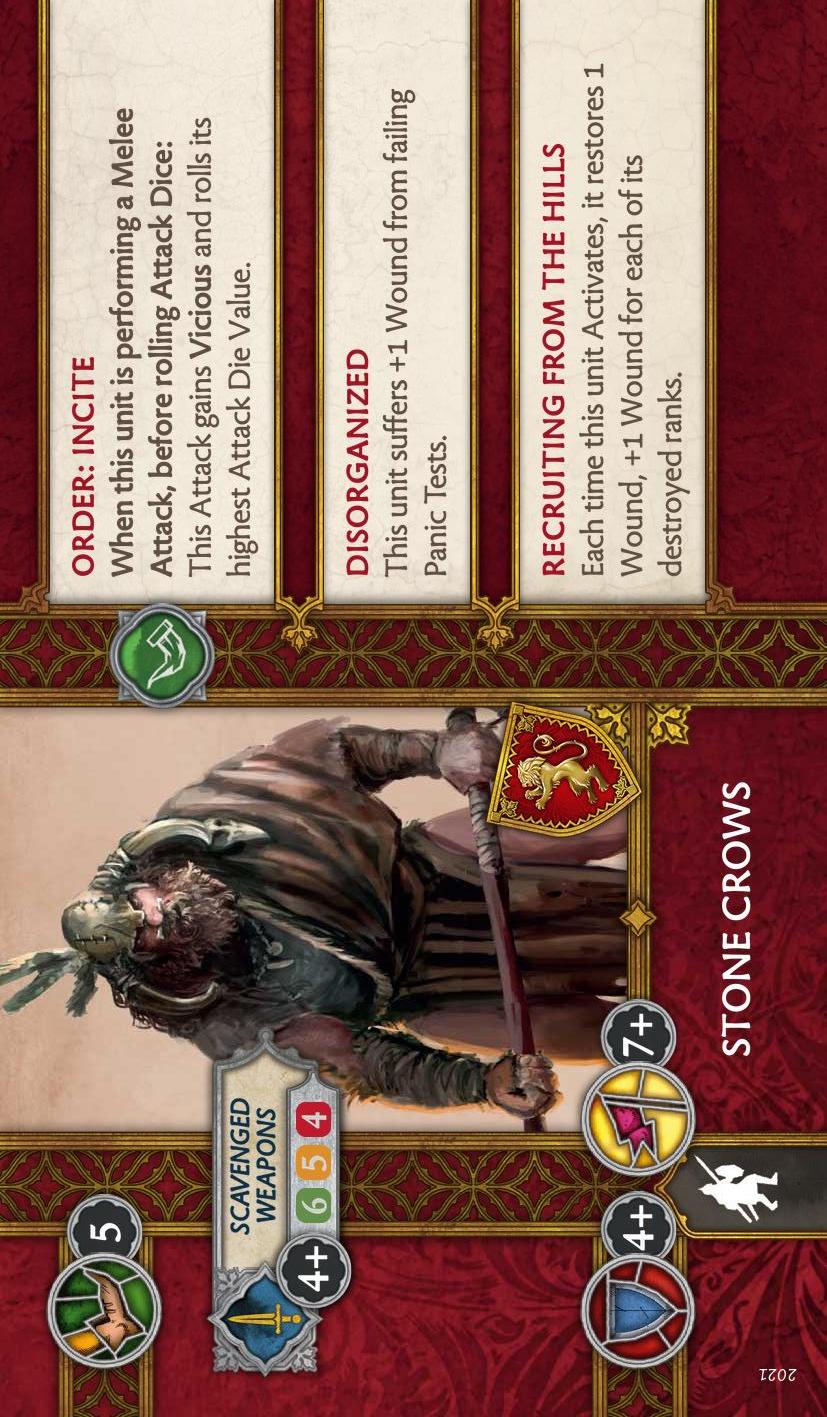 5
SCAVENGED
WEAPONS
4+
6 5 4
4+
7+
STONE CROWS
2021
ORDER: INCITE
When this unit is performing a Melee
Attack, before rolling Attack Dice:
This Attack gains Vicious and rolls its
highest Attack Die Value.
DISORGANIZED
This unit suffers +1 Wound from failing
Panic Tests.
RECRUITING FROM THE HILLS
Each time this unit Activates, it restores 1
Wound, +1 Wound for each of its
destroyed ranks.